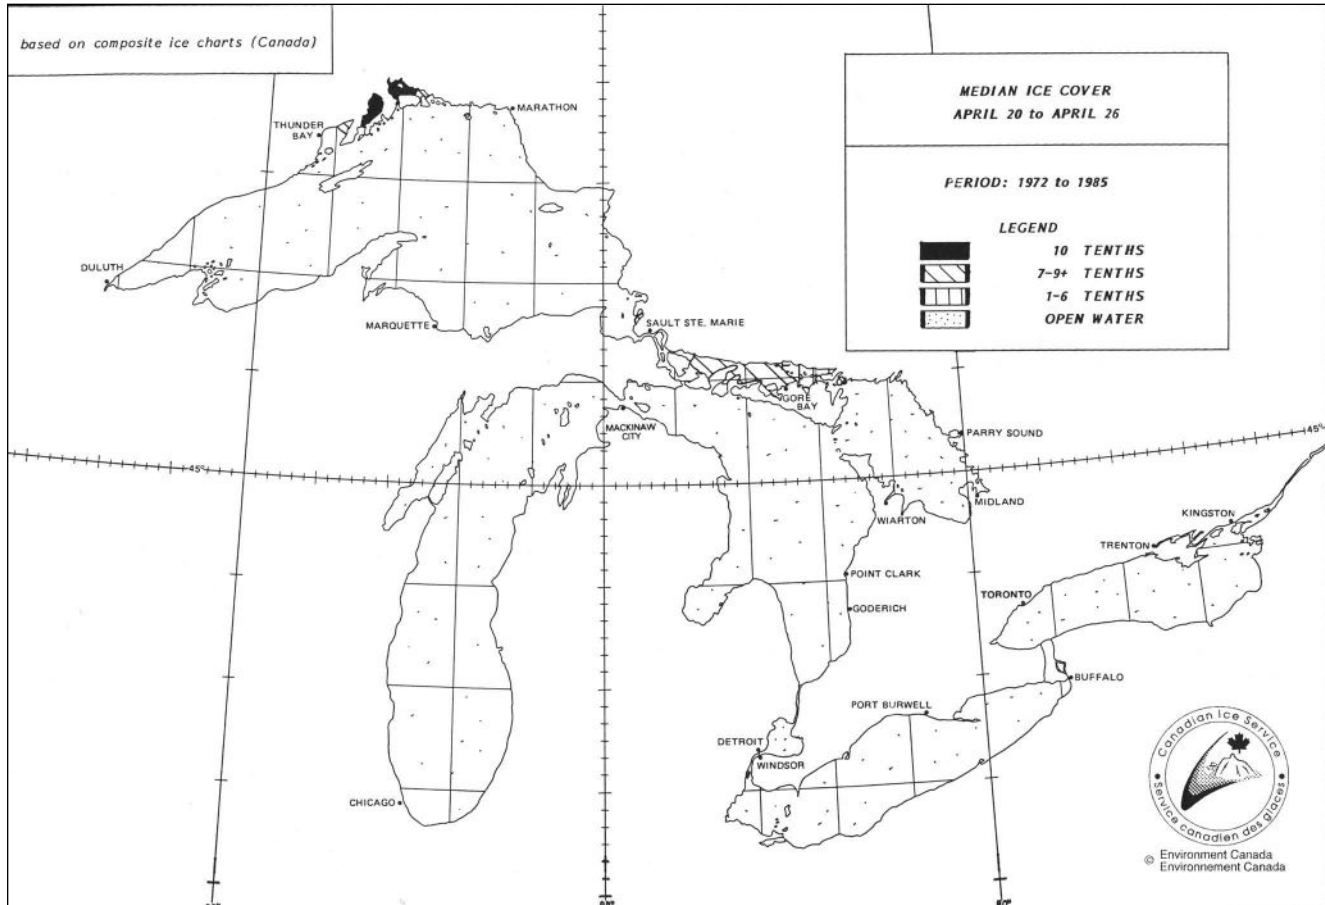 based on composite ice charts (Canada)
MEDIAN ICE COVER
APRIL 20 to APRIL 26
PERIOD: 1972 to 1985
LEGEND
10 TENTHS
7-9+ TENTHS
1-6 TENTHS
OPEN WATER
MARATHON
THUNDER
BAY
DULUTH
MARQUETTE
SAULT STE. MARIE
GORE
BAY
MACKINAW
CITY
PARRY SOUND
45°
45°
MIDLAND
WIARTON
KINGSTON
TRENTON
POINT CLARK
TORONTO
GODERICH
BUFFALO
PORT BURWELL
DETROIT
WINDSOR
CHICAGO
Canadian Ice Service
Service canadien des glaces
© Environment Canada
Environnement Canada